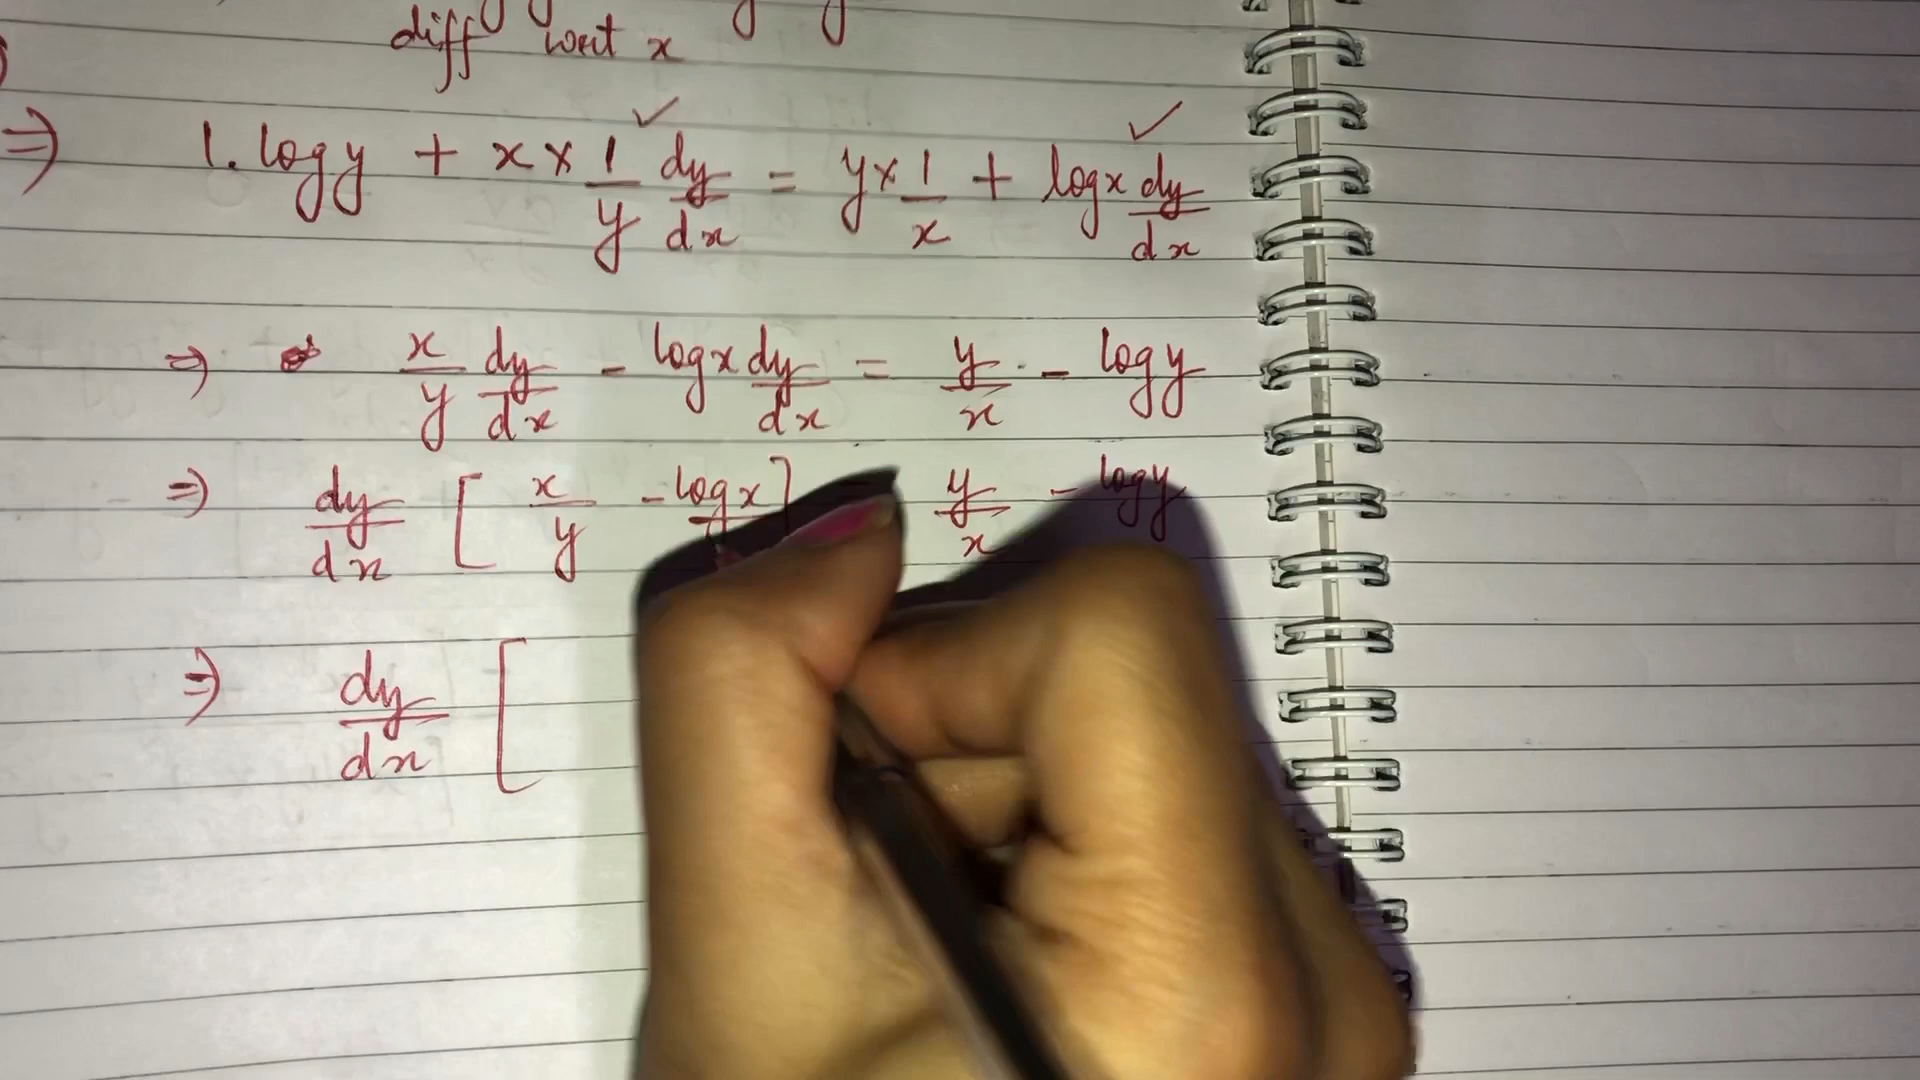 diff wrt x
⇒ 1. log y + x × 1/y dy/dx = y × 1/x + log x dy/dx
⇒ x/y dy/dx - log x dy/dx = y/x - log y
⇒ dy/dx [ x/y - log x ] y/x - log y
⇒ dy/dx [